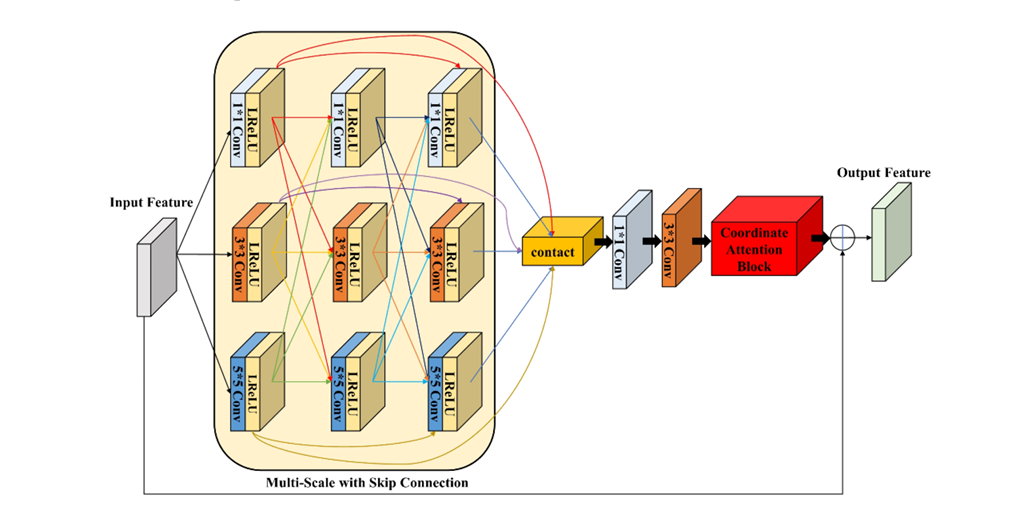 1*1 Conv
LReLU
1*1 Conv
LReLU
1*1 Conv
LReLU
Input Feature
3*3 Conv
LReLU
3*3 Conv
LReLU
3*3 Conv
LReLU
5*5 Conv
LReLU
5*5 Conv
LReLU
5*5 Conv
LReLU
Multi-Scale with Skip Connection
contact
1*1 Conv
3*3 Conv
Coordinate
Attention
Block
Output Feature